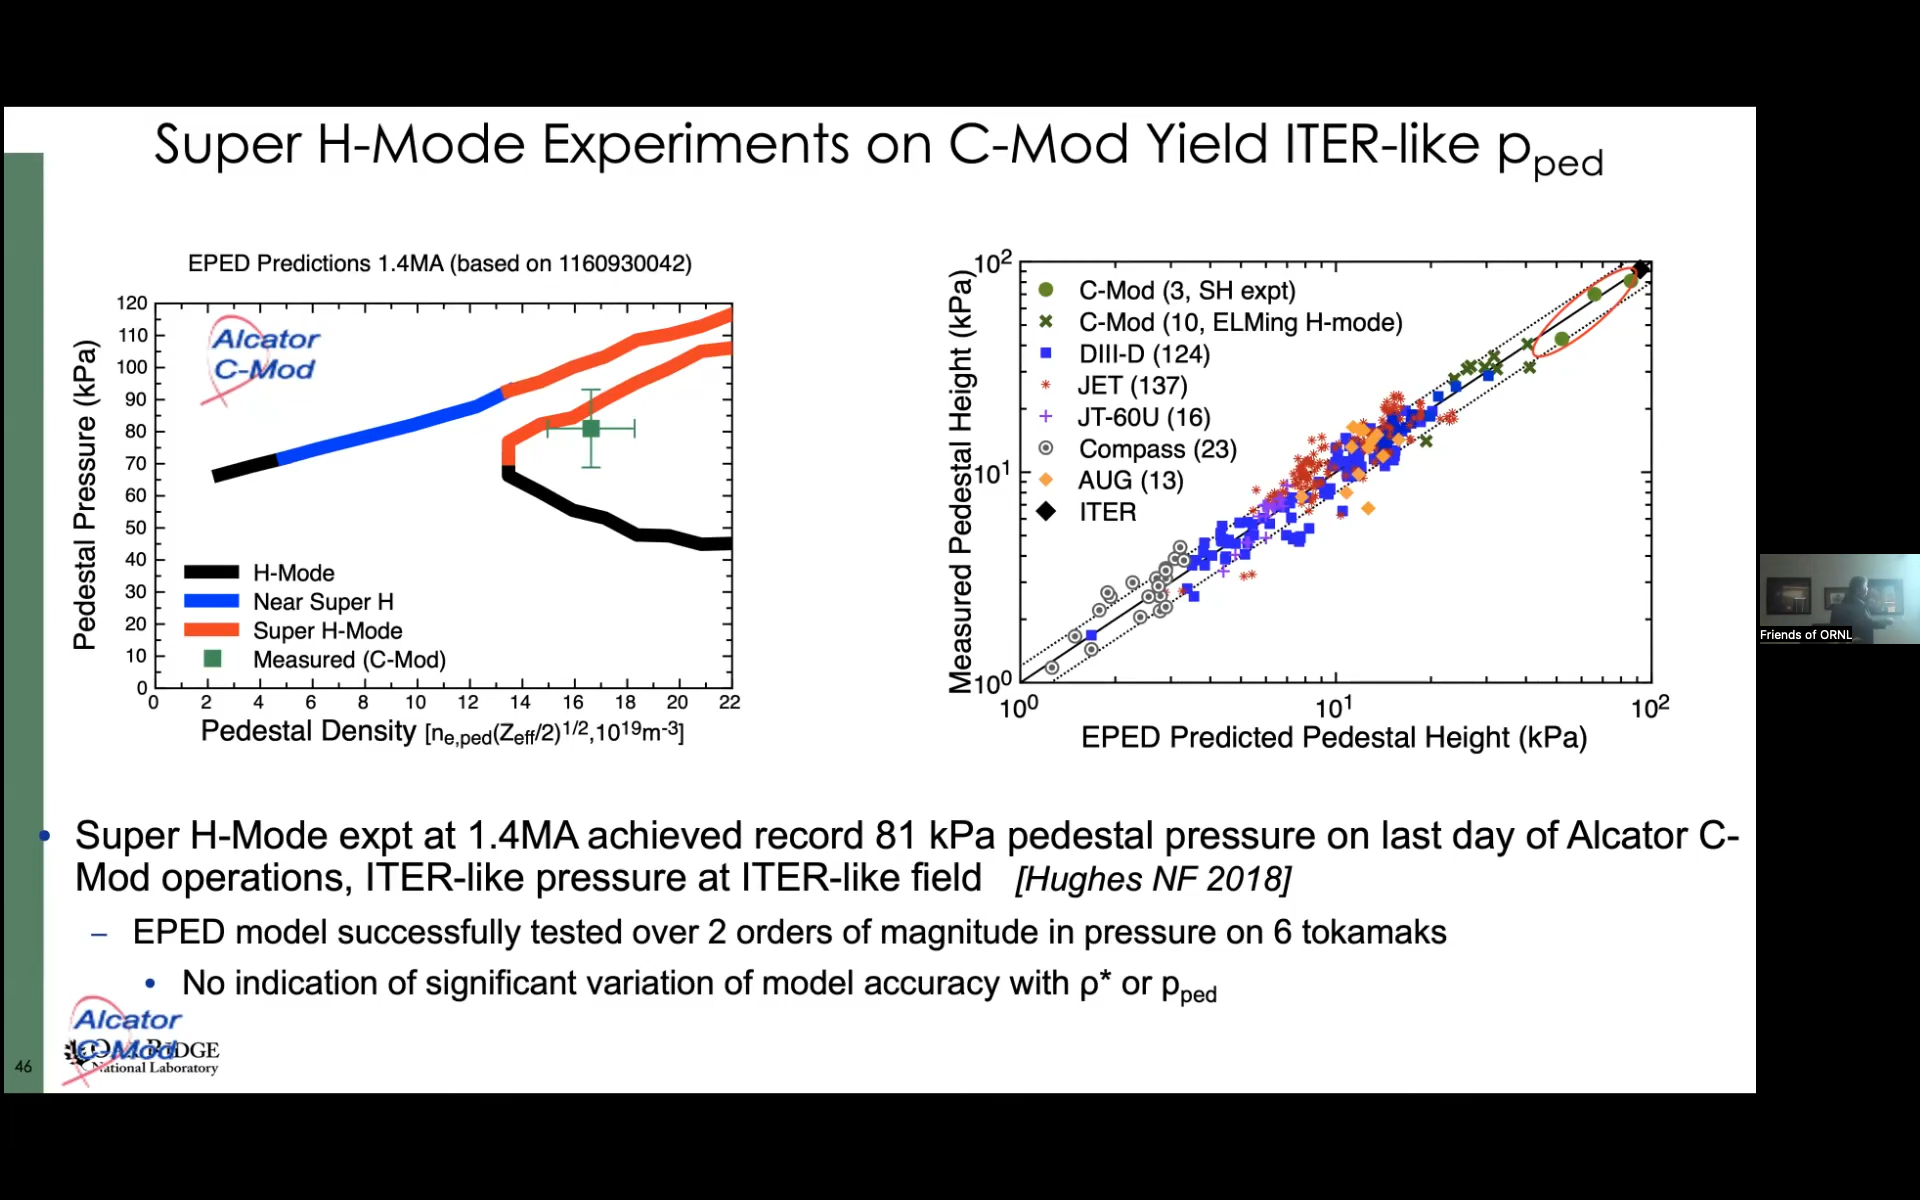 Super H-Mode Experiments on C-Mod Yield ITER-like pped
EPED Predictions 1.4MA (based on 1160930042)
Alcator
C-Mod
Pedestal Pressure (kPa)
120
110
100
90
80
70
60
50
40
30
20
10
0
H-Mode
Near Super H
Super H-Mode
Measured (C-Mod)
0 2 4 6 8 10 12 14 16 18 20 22
Pedestal Density [ne,ped(Zeff/2)1/2,1019m-3]
Measured Pedestal Height (kPa)
102
101
100
C-Mod (3, SH expt)
C-Mod (10, ELMing H-mode)
DIII-D (124)
JET (137)
JT-60U (16)
Compass (23)
AUG (13)
ITER
100 101 102
EPED Predicted Pedestal Height (kPa)
Friends of ORNL
• Super H-Mode expt at 1.4MA achieved record 81 kPa pedestal pressure on last day of Alcator C-
Mod operations, ITER-like pressure at ITER-like field [Hughes NF 2018]
– EPED model successfully tested over 2 orders of magnitude in pressure on 6 tokamaks
• No indication of significant variation of model accuracy with ρ* or pped
Alcator
C-Mod
OAK RIDGE
National Laboratory
46